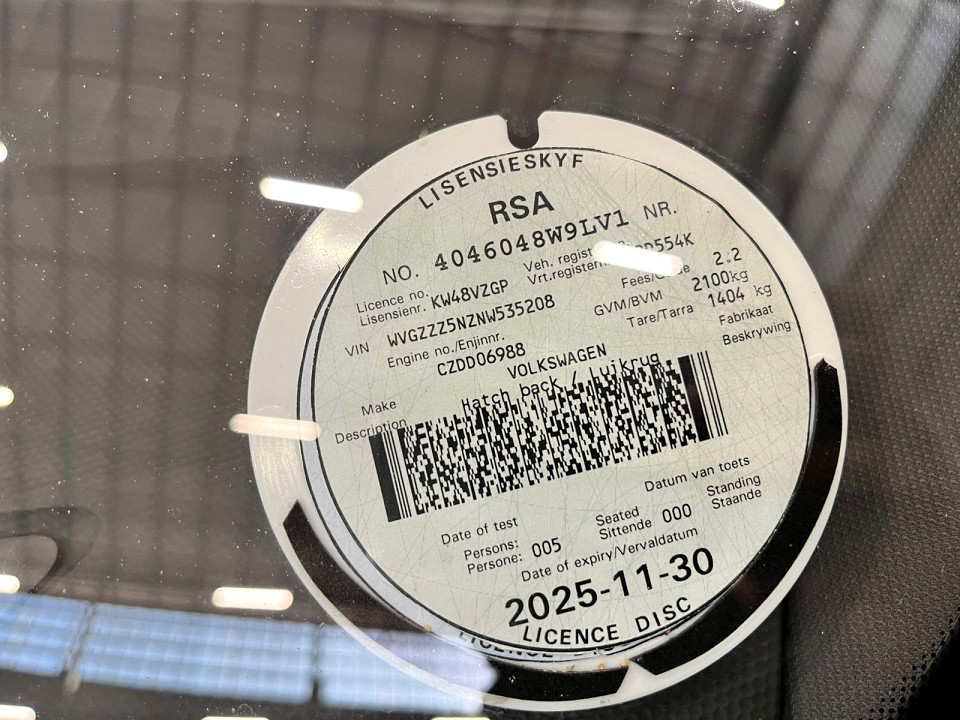 LISENSIESKYF
RSA
NO. 4046048W9LV1 NR.
Licence no. Veh. regist
Lisensienr. KW48VZGP Vrt.register
VIN WVGZZZ5NZNW535208 Fees/ 2.2
Engine no./Enjinnr. GVM/BVM 2100kg
CZDD06988 Tare/Tarra 1404 kg
Make VOLKSWAGEN Fabrikaat
Description Hatch back / Luikrug Beskrywing
Date of test Datum van toets
Persons: Seated Standing
Persone: 005 Sittende 000 Staande
Date of expiry/Vervaldatum
2025-11-30
LICENCE DISC